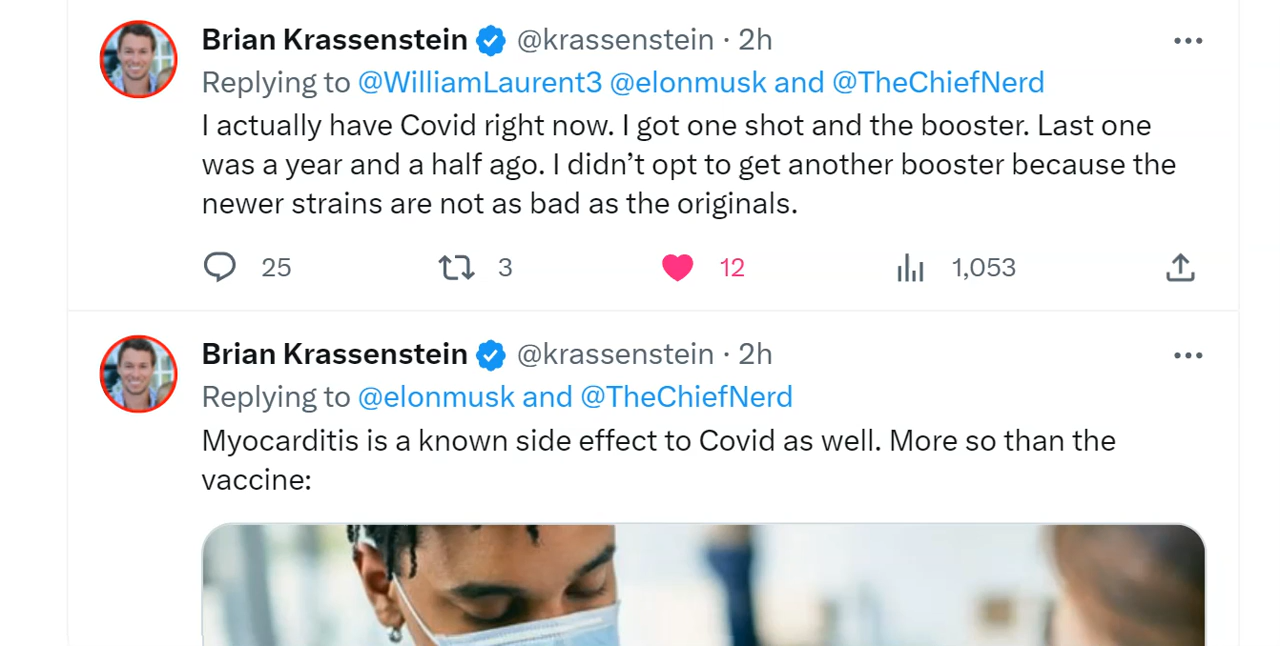 Brian Krassenstein @krassenstein · 2h
Replying to @WilliamLaurent3 @elonmusk and @TheChiefNerd
I actually have Covid right now. I got one shot and the booster. Last one
was a year and a half ago. I didn’t opt to get another booster because the
newer strains are not as bad as the originals.
25 3 12 1,053
Brian Krassenstein @krassenstein · 2h
Replying to @elonmusk and @TheChiefNerd
Myocarditis is a known side effect to Covid as well. More so than the
vaccine: